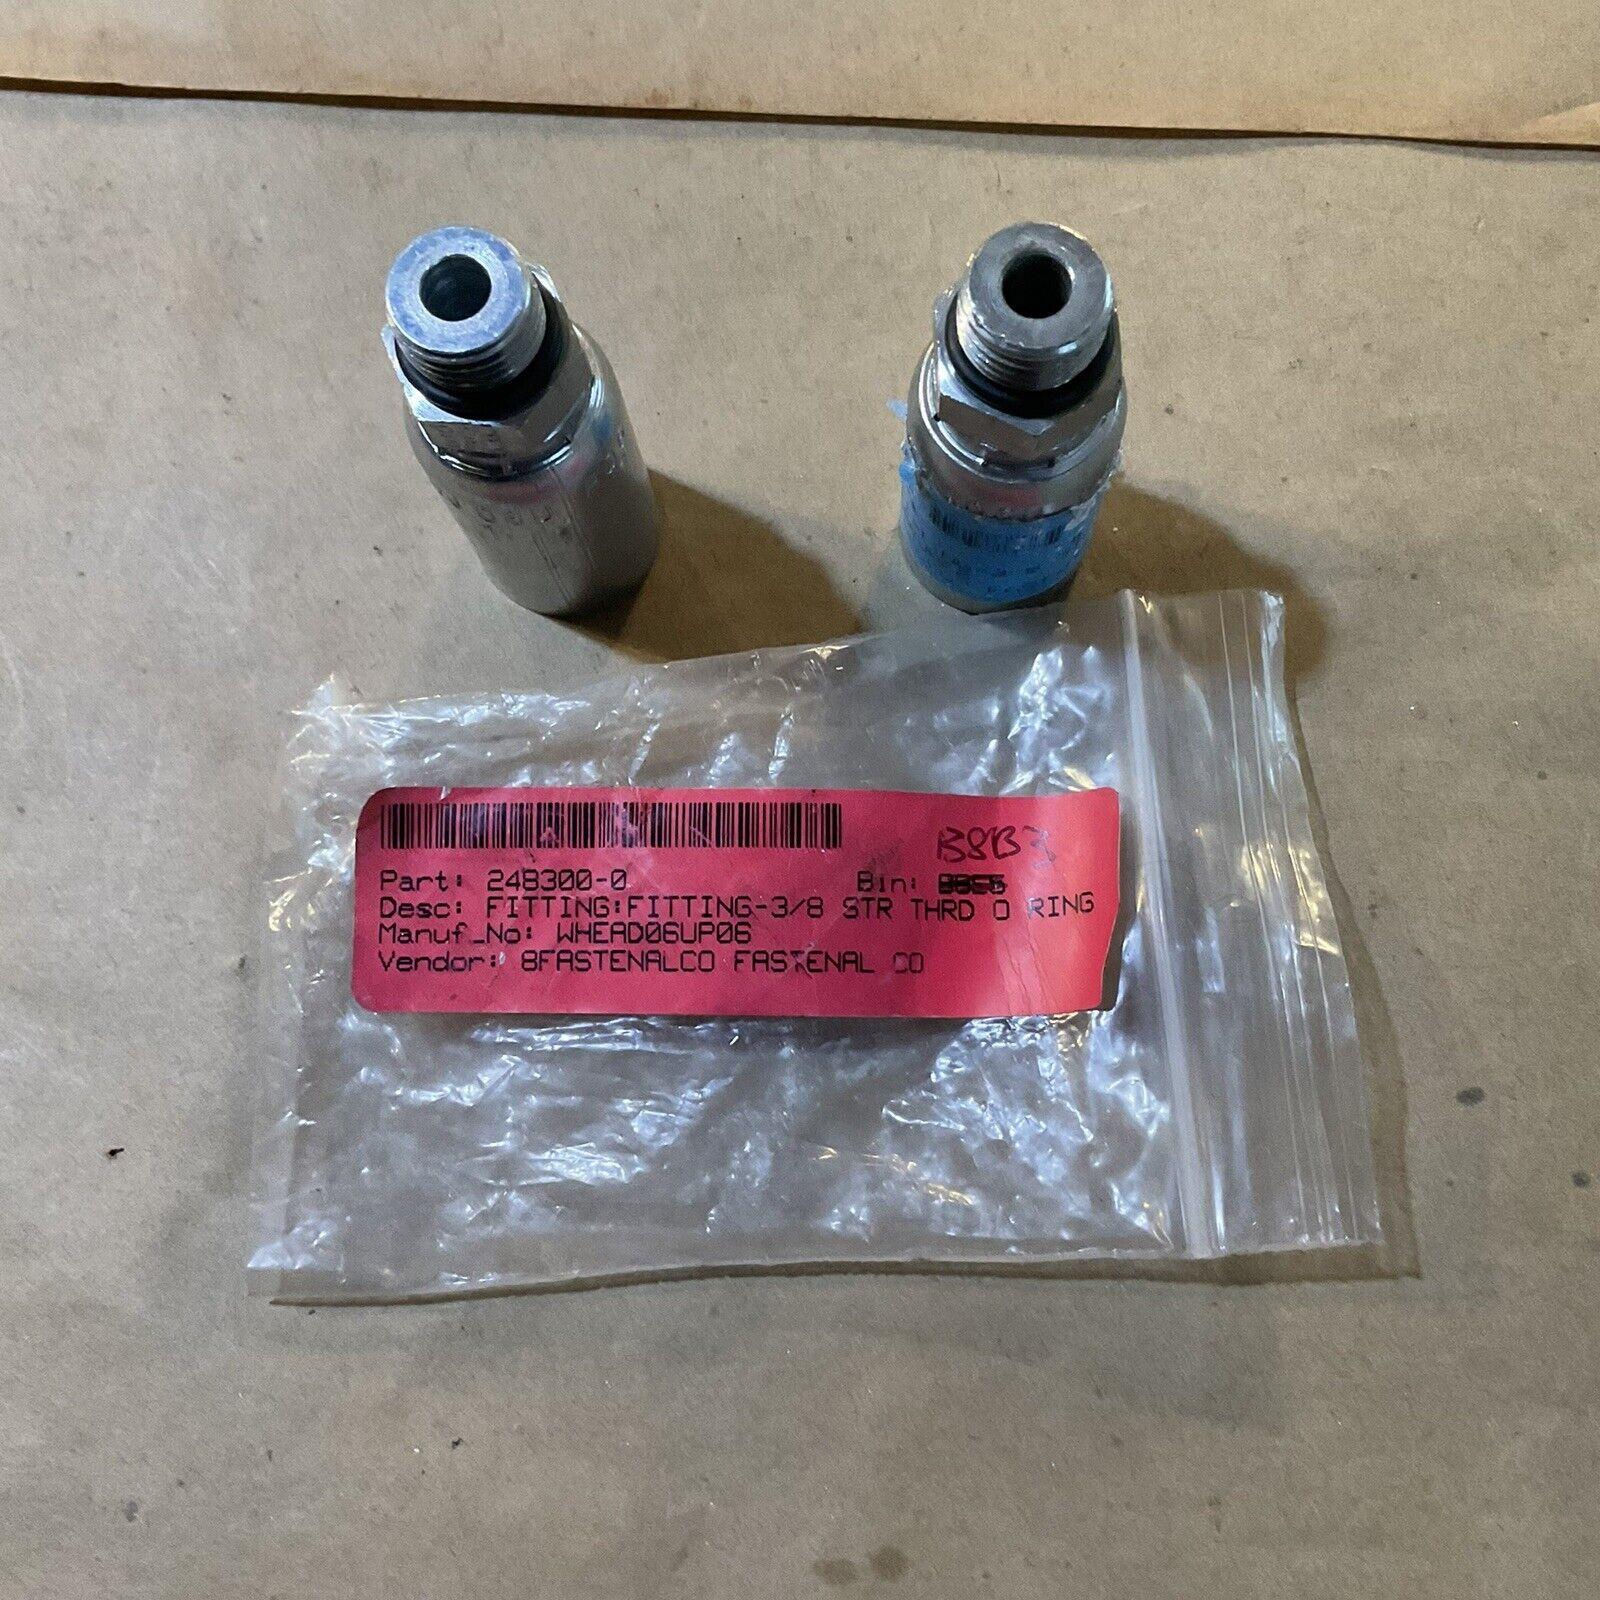 B8B3
Part: 248300-0 Bin:
Desc: FITTING:FITTING-3/8 STR THRD O RING
Manuf_No: WHEAD06UP06
Vendor: 8FASTENALCO FASTENAL CO